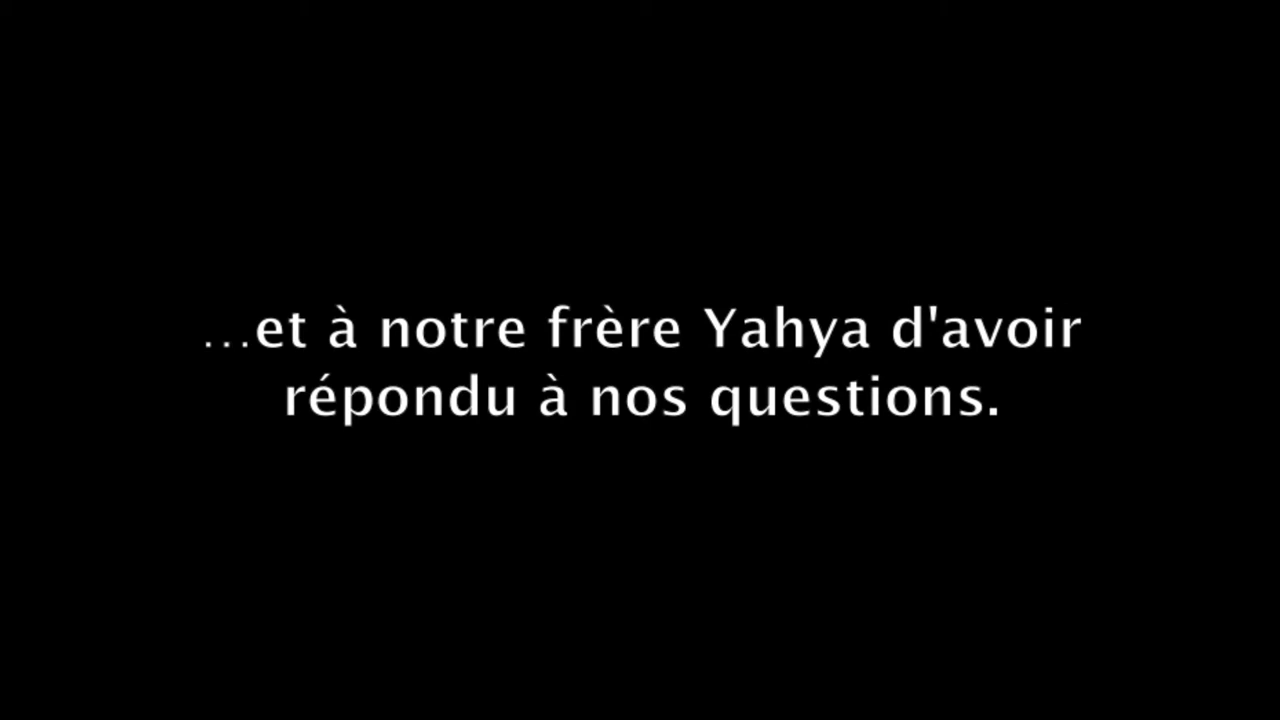 ...et à notre frère Yahya d'avoir
répondu à nos questions.